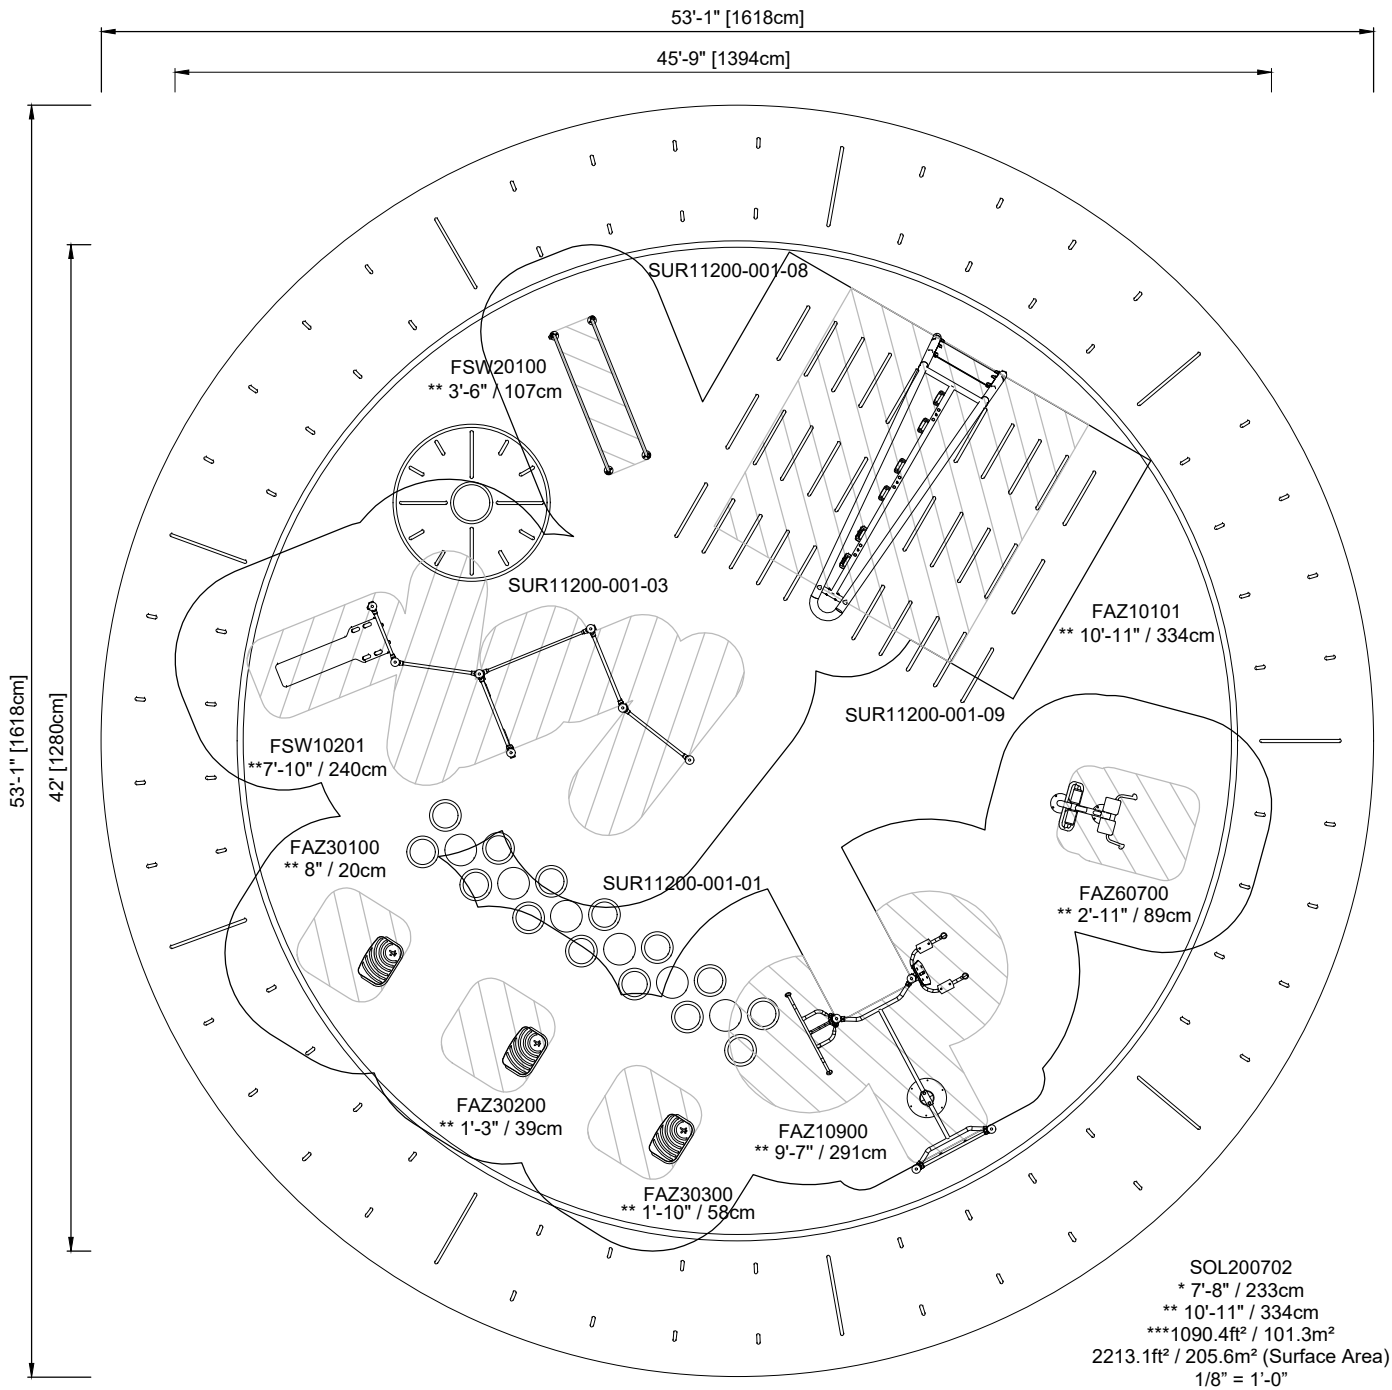 53'-1" [1618cm]
45'-9" [1394cm]
53'-1" [1618cm]
42' [1280cm]
SUR11200-001-08
FSW20100
** 3'-6" / 107cm
SUR11200-001-03
FAZ10101
** 10'-11" / 334cm
SUR11200-001-09
FSW10201
**7'-10" / 240cm
FAZ30100
** 8" / 20cm
SUR11200-001-01
FAZ60700
** 2'-11" / 89cm
FAZ30200
** 1'-3" / 39cm
FAZ10900
** 9'-7" / 291cm
FAZ30300
** 1'-10" / 58cm
SOL200702
* 7'-8" / 233cm
** 10'-11" / 334cm
***1090.4ft² / 101.3m²
2213.1ft² / 205.6m² (Surface Area)
1/8” = 1’-0”